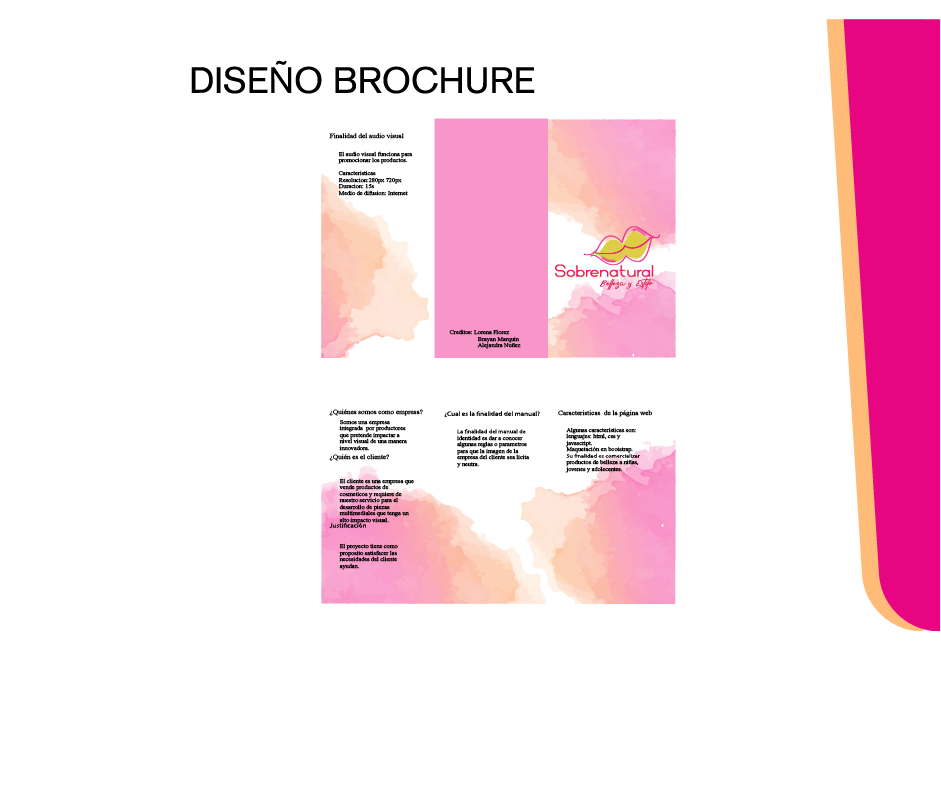 DISEÑO BROCHURE
Finalidad del audio visual
El audio visual funciona para
promocionar los productos.
Caracteristicas
Resolucion:280px 720px
Duracion: 15s
Medio de difusion: Internet
Creditos: Lorena Florez
Brayan Marquin
Alejandra Nuñez
Sobrenatural
Belleza y Estilo
¿Quiénes somos como empresa?
Somos una empresa
integrada por productores
que pretende impactar a
nivel visual de una manera
innovadora.
¿Quién es el cliente?
El cliente es una empresa que
vende productos de
cosmeticos y requiere de
nuestro servicio para el
desarrollo de piezas
multimediales que tenga un
alto impacto visual.
Justificación
El proyecto tiene como
proposito satisfacer las
necesidades del cliente
ayudan.
¿Cual es la finalidad del manual?
La finalidad del manual de
identidad es dar a conocer
algunas reglas o parametros
para que la imagen de la
empresa del cliente sea licita
y neutra.
Caracteristicas de la página web
Algunas caracteristicas son:
lenguajes: html, css y
javascript.
Maquetación en bootstrap.
Su finalidad es comercializar
productos de belleza a niñas,
jovenes y adolecentes.